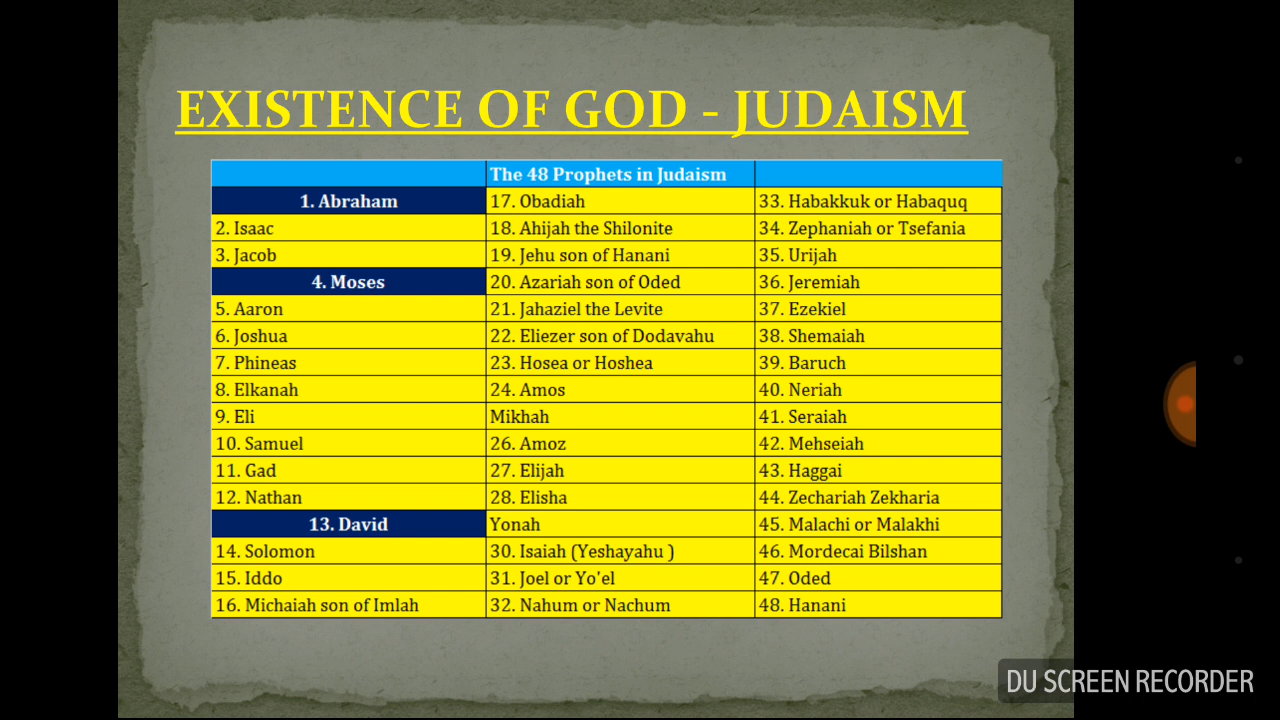 EXISTENCE OF GOD - JUDAISM
The 48 Prophets in Judaism
1. Abraham 17. Obadiah 33. Habakkuk or Habaquq
2. Isaac 18. Ahijah the Shilonite 34. Zephaniah or Tsefania
3. Jacob 19. Jehu son of Hanani 35. Urijah
4. Moses 20. Azariah son of Oded 36. Jeremiah
5. Aaron 21. Jahaziel the Levite 37. Ezekiel
6. Joshua 22. Eliezer son of Dodavahu 38. Shemaiah
7. Phineas 23. Hosea or Hoshea 39. Baruch
8. Elkanah 24. Amos 40. Neriah
9. Eli Mikhah 41. Seraiah
10. Samuel 26. Amoz 42. Mehseiah
11. Gad 27. Elijah 43. Haggai
12. Nathan 28. Elisha 44. Zechariah Zekharia
13. David Yonah 45. Malachi or Malakhi
14. Solomon 30. Isaiah (Yeshayahu ) 46. Mordecai Bilshan
15. Iddo 31. Joel or Yo'el 47. Oded
16. Michaiah son of Imlah 32. Nahum or Nachum 48. Hanani
DU SCREEN RECORDER